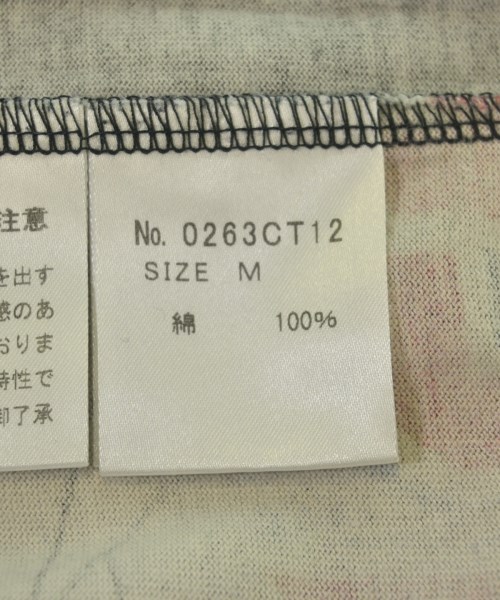 注意
を出す
感のあ
おりま
特性で
御了承
No. 0263CT12
SIZE M
綿 100%